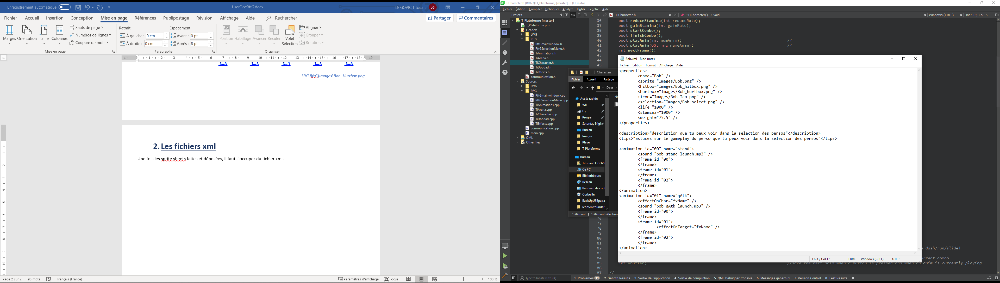 Enregistrement automatique
UserDocRftG.docx
LE GOVIC Titouan
LG
Fichier Accueil Insertion Conception Mise en page Références Publipostage Révision Affichage Aide Rechercher
Partager Commentaires
Marges Orientation Taille Colonnes
Sauts de page
Numéros de lignes
Coupure de mots
Mise en page
Retrait Espacement
À gauche : 0 cm Avant : 0 pt
À droite : 0 cm Après : 8 pt
Paragraphe
Position Habillage Avancer Reculer Volet Sélection
Aligner
Grouper
Rotation
Organiser
SRC\RftG\Images\Bob_Hurtbox.png
2. Les fichiers xml
Une fois les sprite sheets faites et déposées, il faut s’occuper du fichier xml.
Page 2 sur 2 95 mots Français (France) Paramètres d'affichage Focus 100 %
TiCharacter.h (RftG @ T_Plateforme) [master] - Qt Creator
Fichier Édition Compiler Déboguer Analyze Outils Fenêtre Aide
Projets
TiCharacter.h
~TiCharacter() -> void
Windows (CRLF)
Line: 19, Col: 5
T_Plateforme [master]
T_Plateforme.pro
Headers
LWG
RftG
RftGmainwindow.h
RftGSelectionMenu.h
TiAnimations.h
TiArena.h
TiCharacter.h
TiDoodad.h
TiEffects.h
communication.h
Sources
LWG
RftG
RftGmainwindow.cpp
RftGSelectionMenu.cpp
TiAnimations.cpp
TiArena.cpp
TiCharacter.cpp
TiDoodad.cpp
TiEffects.cpp
communication.cpp
main.cpp
QML
Other files
36 bool reduceStamina(int reduceRate);
37 bool gainStamina(int gainRate);
38 bool startCombo();
39 bool finishCombo();
40 bool playAnim(int numAnim); //
41 bool playAnim(QString nameAnim); //
42 int nextFrame();
43
44
45
Characters
Fichier Accueil Partage
Docs
Accès rapide
WII
F:\
Progra
Saturday Nigl
Bureau
Images
Player
T_Plateforme
Bureau
Titouan LE GOVI
Ce PC
Bibliothèques
Réseau
Panneau de con
Corbeille
BackUpUSBpapa
IconSmithunder
1 élément 1 élément sélection
Bob.xml - Bloc-notes
Fichier Edition Format Affichage Aide
<properties>
<name="Bob" />
<sprite="Images/Bob.png" />
<hitbox="Images/Bob_hitbox.png" />
<hurtbox="Images/Bob_hurtbox.png" />
<icon="Images/Bob_Ico.png" />
<selection="Images/Bob_select.png" />
<life="1000" />
<stamina="1000" />
<weight="75.5" />
</properties>
<description>"description que tu peux voir dans la selection des persos"</description>
<tips>"astuces sur le gameplay du perso que tu peux voir dans la selection des persos"</tips>
<animation id="00" name="stand">
<sound="bob_stand_launch.mp3" />
<frame id="00">
</frame>
<frame id="01">
</frame>
<frame id="02">
</frame>
</animation>
<animation id="01" name="qAtk">
<effectOnChar="fxName" />
<sound="bob_qAtk_launch.mp3" />
<frame id="00">
</frame>
<frame id="01">
<effectOnTarget="fxName" />
</frame>
<frame id="02">
</frame>
</animation>
Ln 33, Col 17 110% Windows (CRLF) UTF-8
76
77
78
79
80
81
82 dash/run/slide)
83
84 urrent combo
85 int *buffer; //save the next anim when a button is pressed and when an anim is currently playing
86
87 //-------------------------------------------
Type to locate (Ctrl+K) 1 Problèmes 39 2 Search Results 3 Sortie de l'application 4 Sortie de compilation 5 QML Debugger Console 6 Messages généraux 7 Version Control 8 Test Results